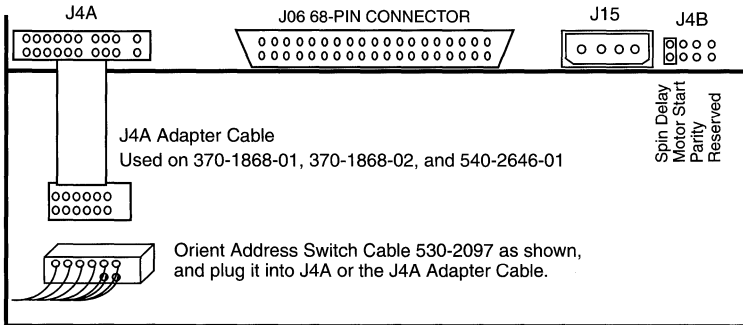 J4A
J06 68-PIN CONNECTOR
J15
J4B
Spin Delay
Motor Start
Parity
Reserved
J4A Adapter Cable
Used on 370-1868-01, 370-1868-02, and 540-2646-01
Orient Address Switch Cable 530-2097 as shown,
and plug it into J4A or the J4A Adapter Cable.